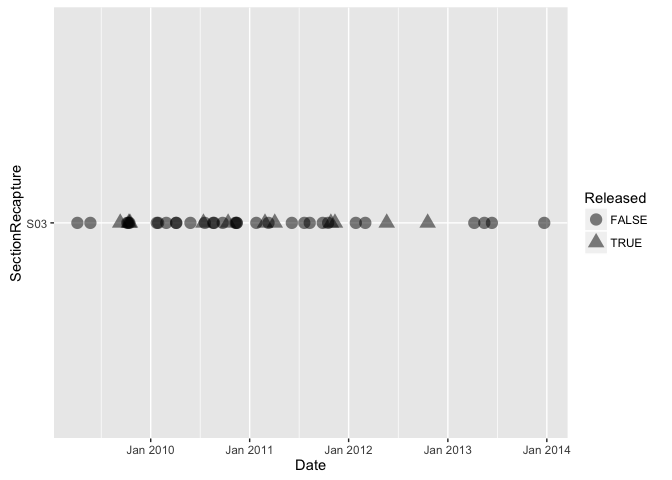 SectionRecapture
S03
Jan 2010 Jan 2011 Jan 2012 Jan 2013 Jan 2014
Date
Released
FALSE
TRUE